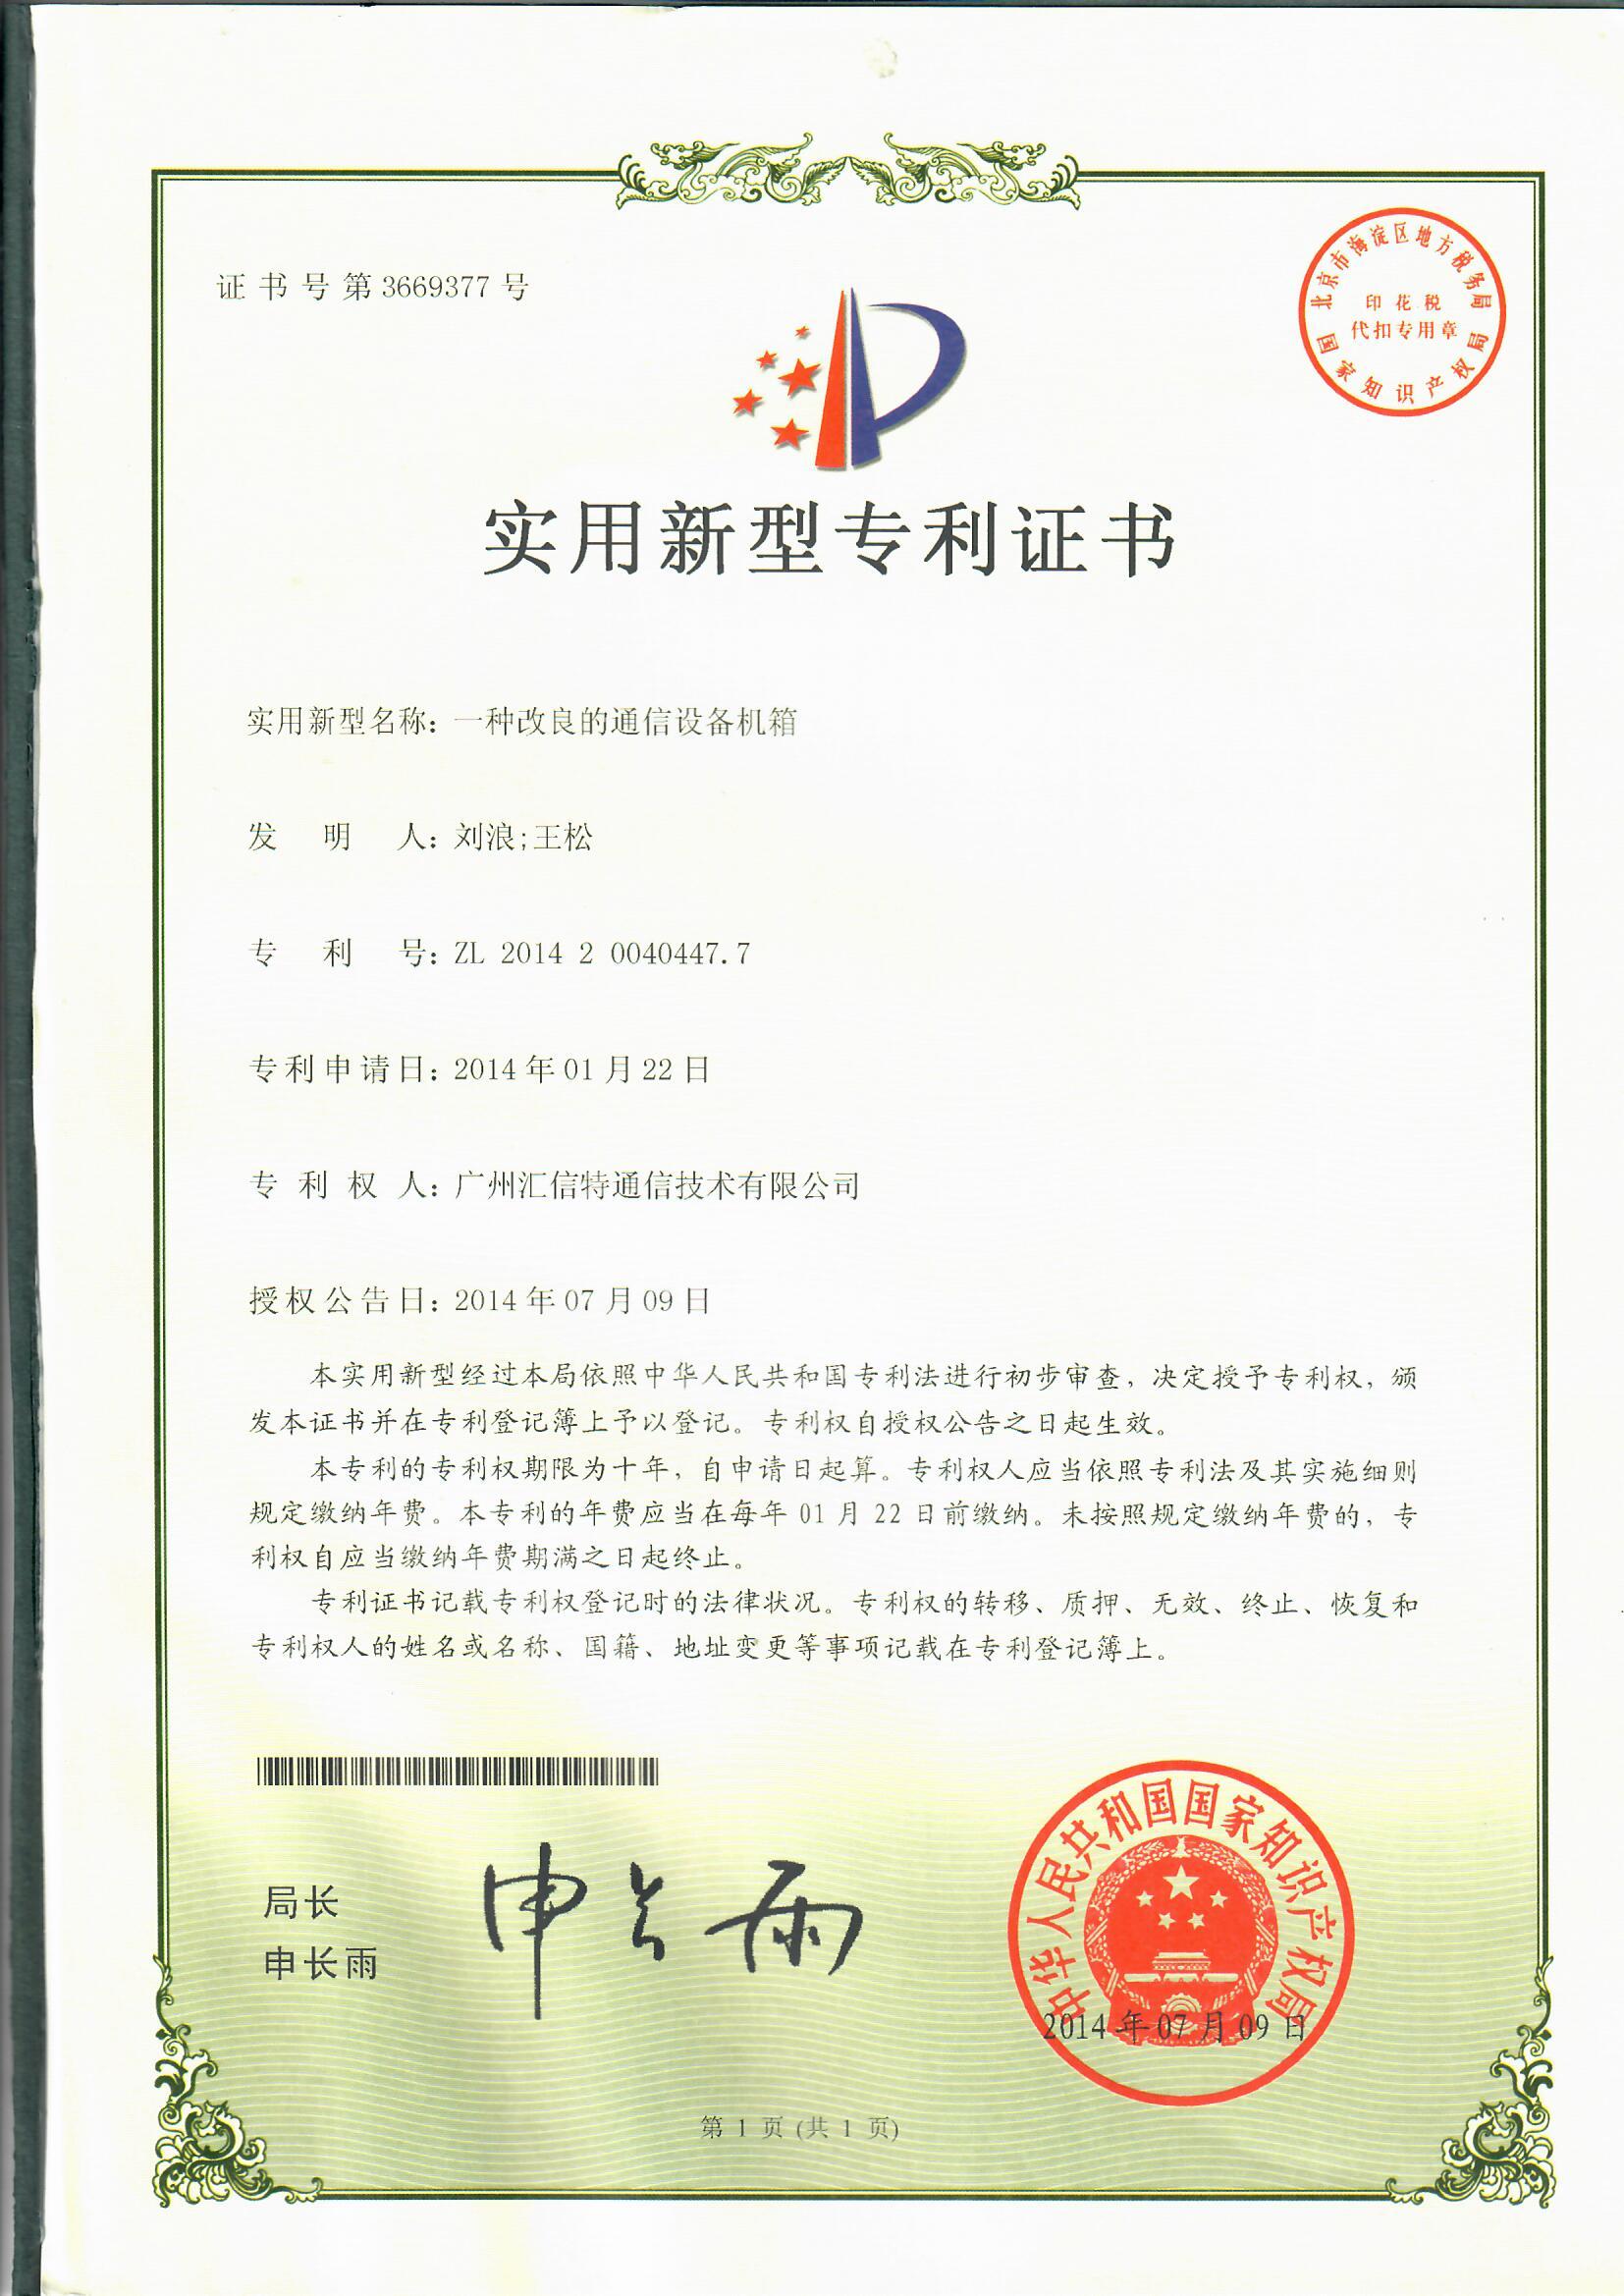 证书号第3669377号
北京市海淀区地方税务局
印花税
代扣专用章
国家知识产权局
实用新型专利证书
实用新型名称：一种改良的通信设备机箱
发明人：刘浪;王松
专利号：ZL 2014 2 0040447.7
专利申请日：2014年01月22日
专利权人：广州汇信特通信技术有限公司
授权公告日：2014年07月09日
本实用新型经过本局依照中华人民共和国专利法进行初步审查，决定授予专利权，颁
发本证书并在专利登记簿上予以登记。专利权自授权公告之日起生效。
本专利的专利权期限为十年，自申请日起算。专利权人应当依照专利法及其实施细则
规定缴纳年费。本专利的年费应当在每年01月22日前缴纳。未按照规定缴纳年费的，专
利权自应当缴纳年费期满之日起终止。
专利证书记载专利权登记时的法律状况。专利权的转移、质押、无效、终止、恢复和
专利权人的姓名或名称、国籍、地址变更等事项记载在专利登记簿上。
局长
申长雨
申长雨
中华人民共和国国家知识产权局
2014年07月09日
第1页(共1页)